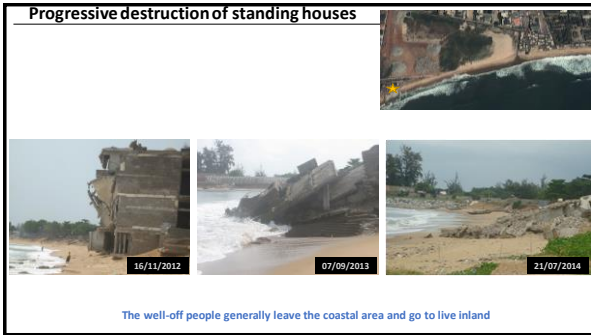 Progressive destruction of standing houses
16/11/2012
07/09/2013
21/07/2014
The well-off people generally leave the coastal area and go to live inland